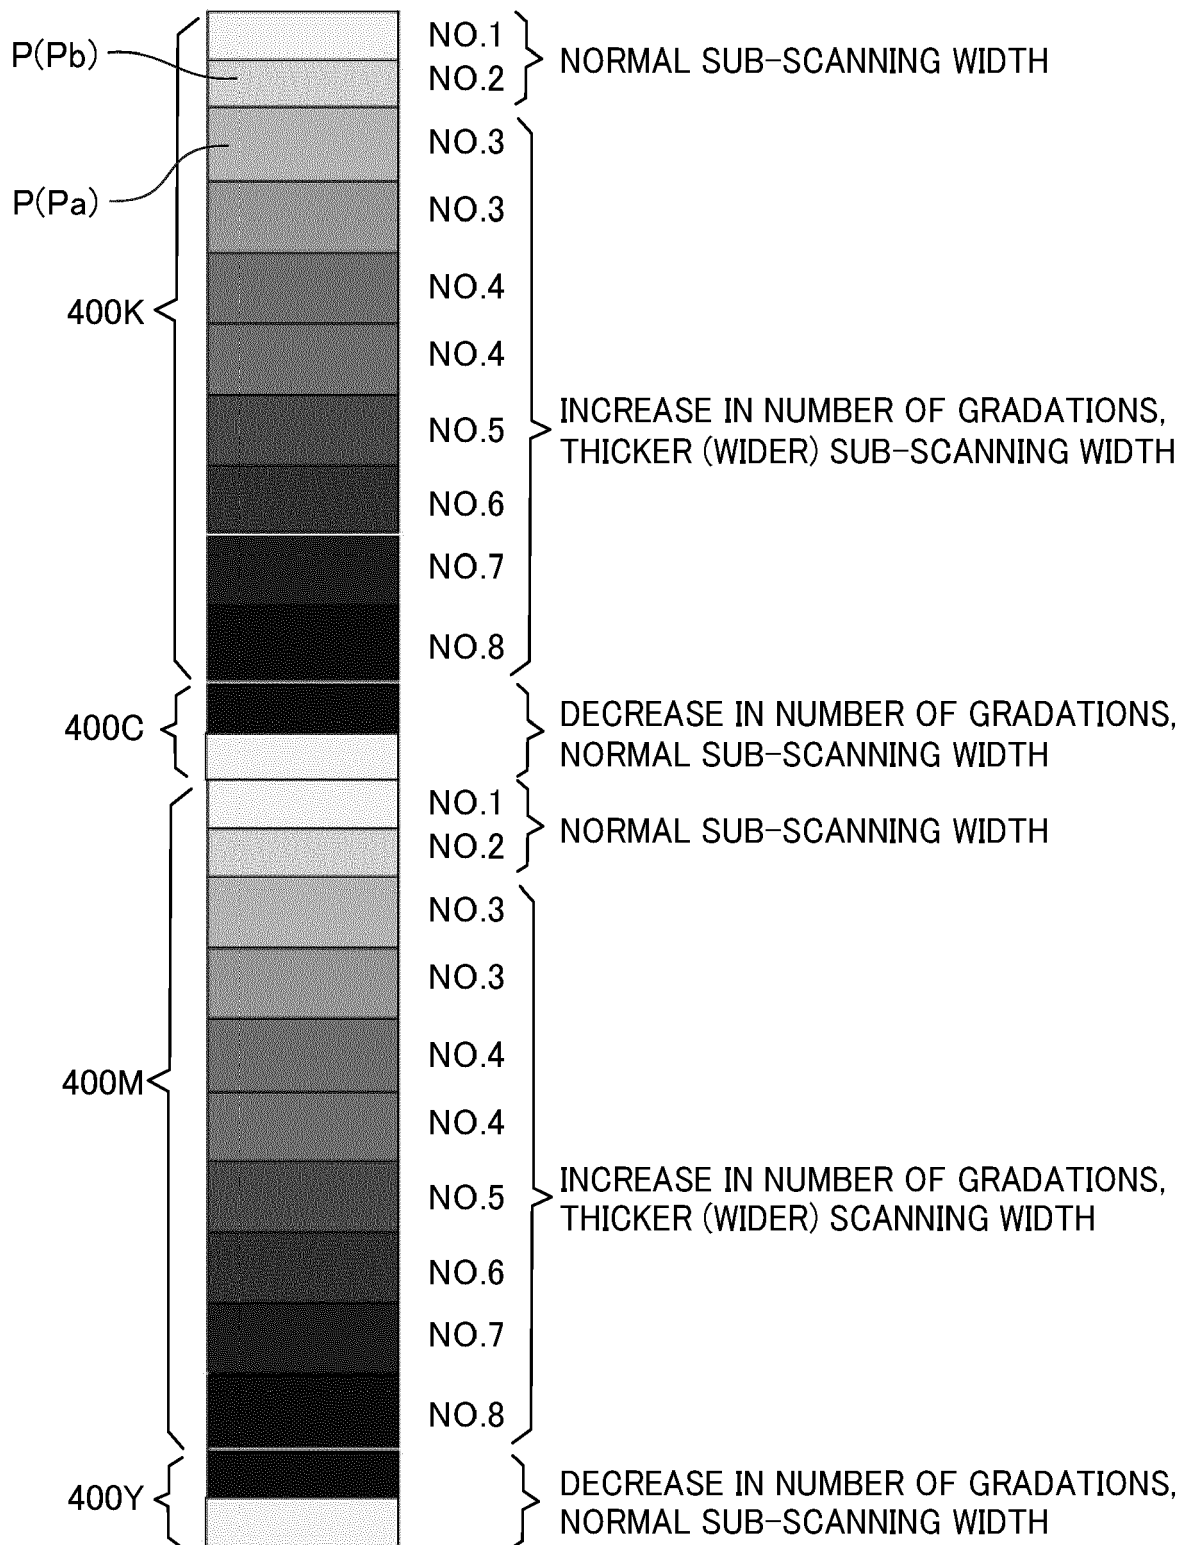 NO.1
P(Pb)
NORMAL SUB-SCANNING WIDTH
NO.2
NO.3
P(Pa)
NO.3
NO.4
400K
NO.4
INCREASE IN NUMBER OF GRADATIONS,
THICKER (WIDER) SUB-SCANNING WIDTH
NO.5
NO.6
NO.7
NO.8
400C
DECREASE IN NUMBER OF GRADATIONS,
NORMAL SUB-SCANNING WIDTH
NO.1
NORMAL SUB-SCANNING WIDTH
NO.2
NO.3
NO.3
NO.4
400M
NO.4
NO.5
INCREASE IN NUMBER OF GRADATIONS,
THICKER (WIDER) SCANNING WIDTH
NO.6
NO.7
NO.8
400Y
DECREASE IN NUMBER OF GRADATIONS,
NORMAL SUB-SCANNING WIDTH